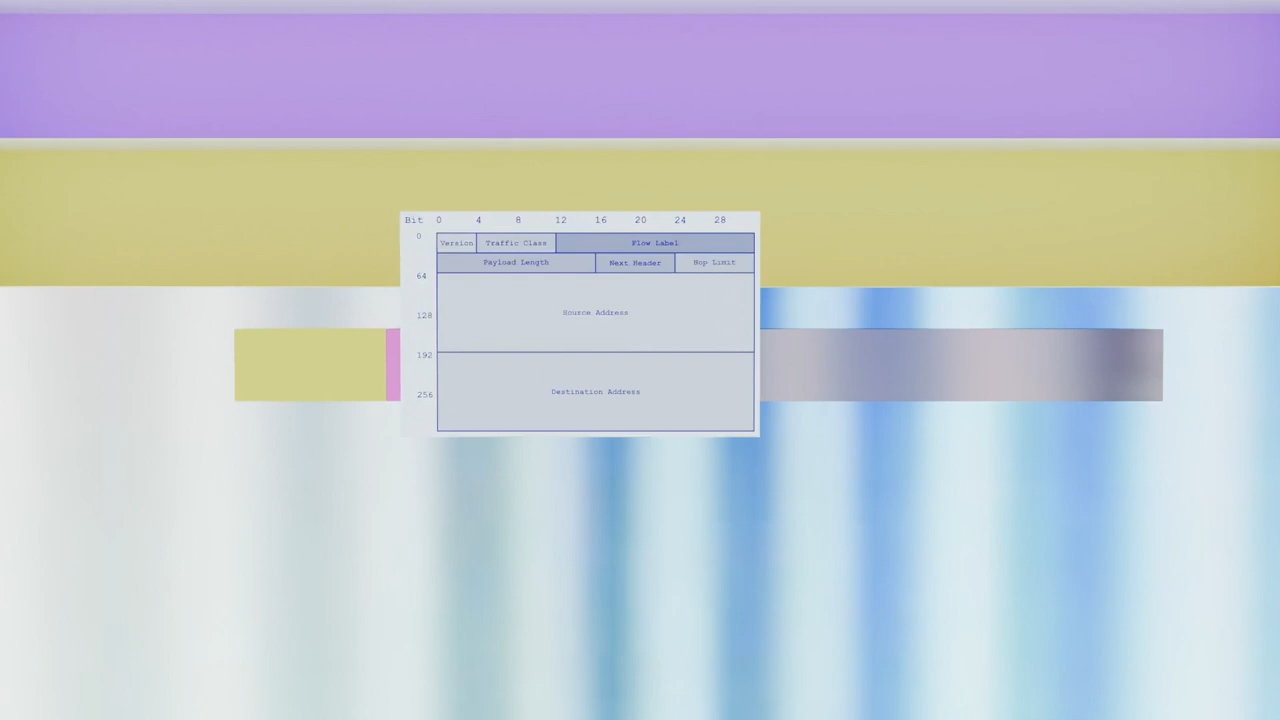 Bit 0 4 8 12 16 20 24 28
0 Version Traffic Class Flow Label
Payload Length Next Header Hop Limit
64
Source Address
128
192
Destination Address
256